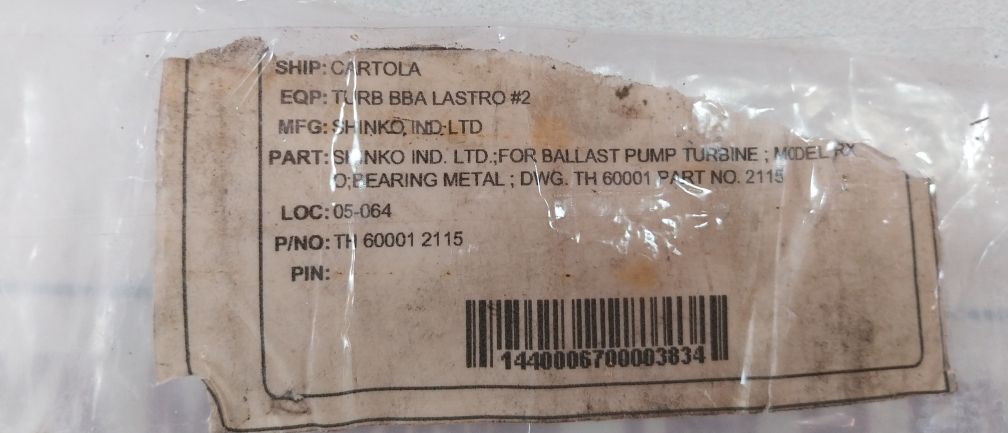 SHIP: CARTOLA
EQP: TURB BBA LASTRO #2
MFG: SHINKO, IND. LTD
PART: SHINKO IND. LTD.;FOR BALLAST PUMP TURBINE ; MODEL RX
O;BEARING METAL ; DWG. TH 60001 PART NO. 2115
LOC: 05-064
P/NO: TH 60001 2115
PIN:
1440006700003834